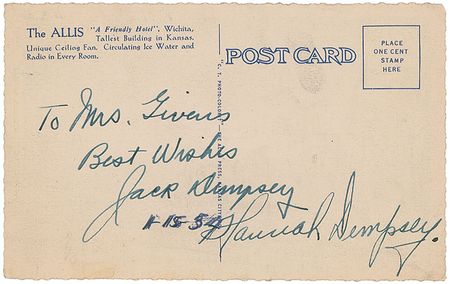 The ALLIS "A Friendly Hotel", Wichita,
Tallest Building in Kansas.
Unique Ceiling Fan. Circulating Ice Water and
Radio in Every Room.
POST CARD
PLACE
ONE CENT
STAMP
HERE
To Mrs. Givens
Best Wishes
Jack Dempsey
Hannah Dempsey.